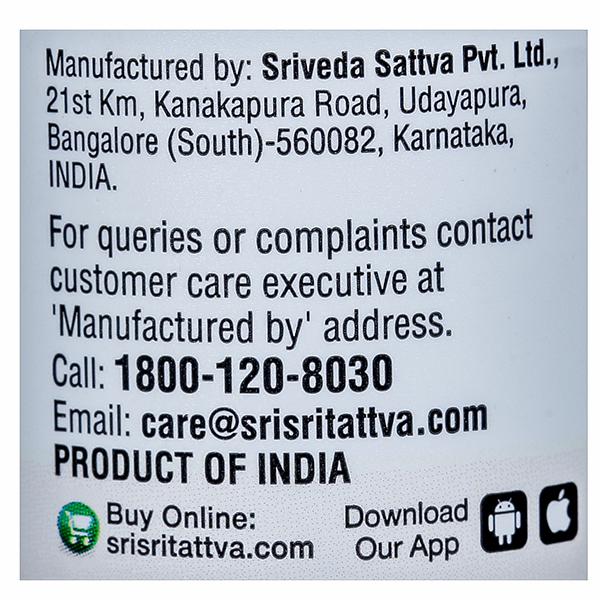 Manufactured by: Sriveda Sattva Pvt. Ltd.,
21st Km, Kanakapura Road, Udayapura,
Bangalore (South)-560082, Karnataka,
INDIA.
For queries or complaints contact
customer care executive at
'Manufactured by' address.
Call: 1800-120-8030
Email: care@srisritattva.com
PRODUCT OF INDIA
Buy Online:
srisritattva.com
Download
Our App